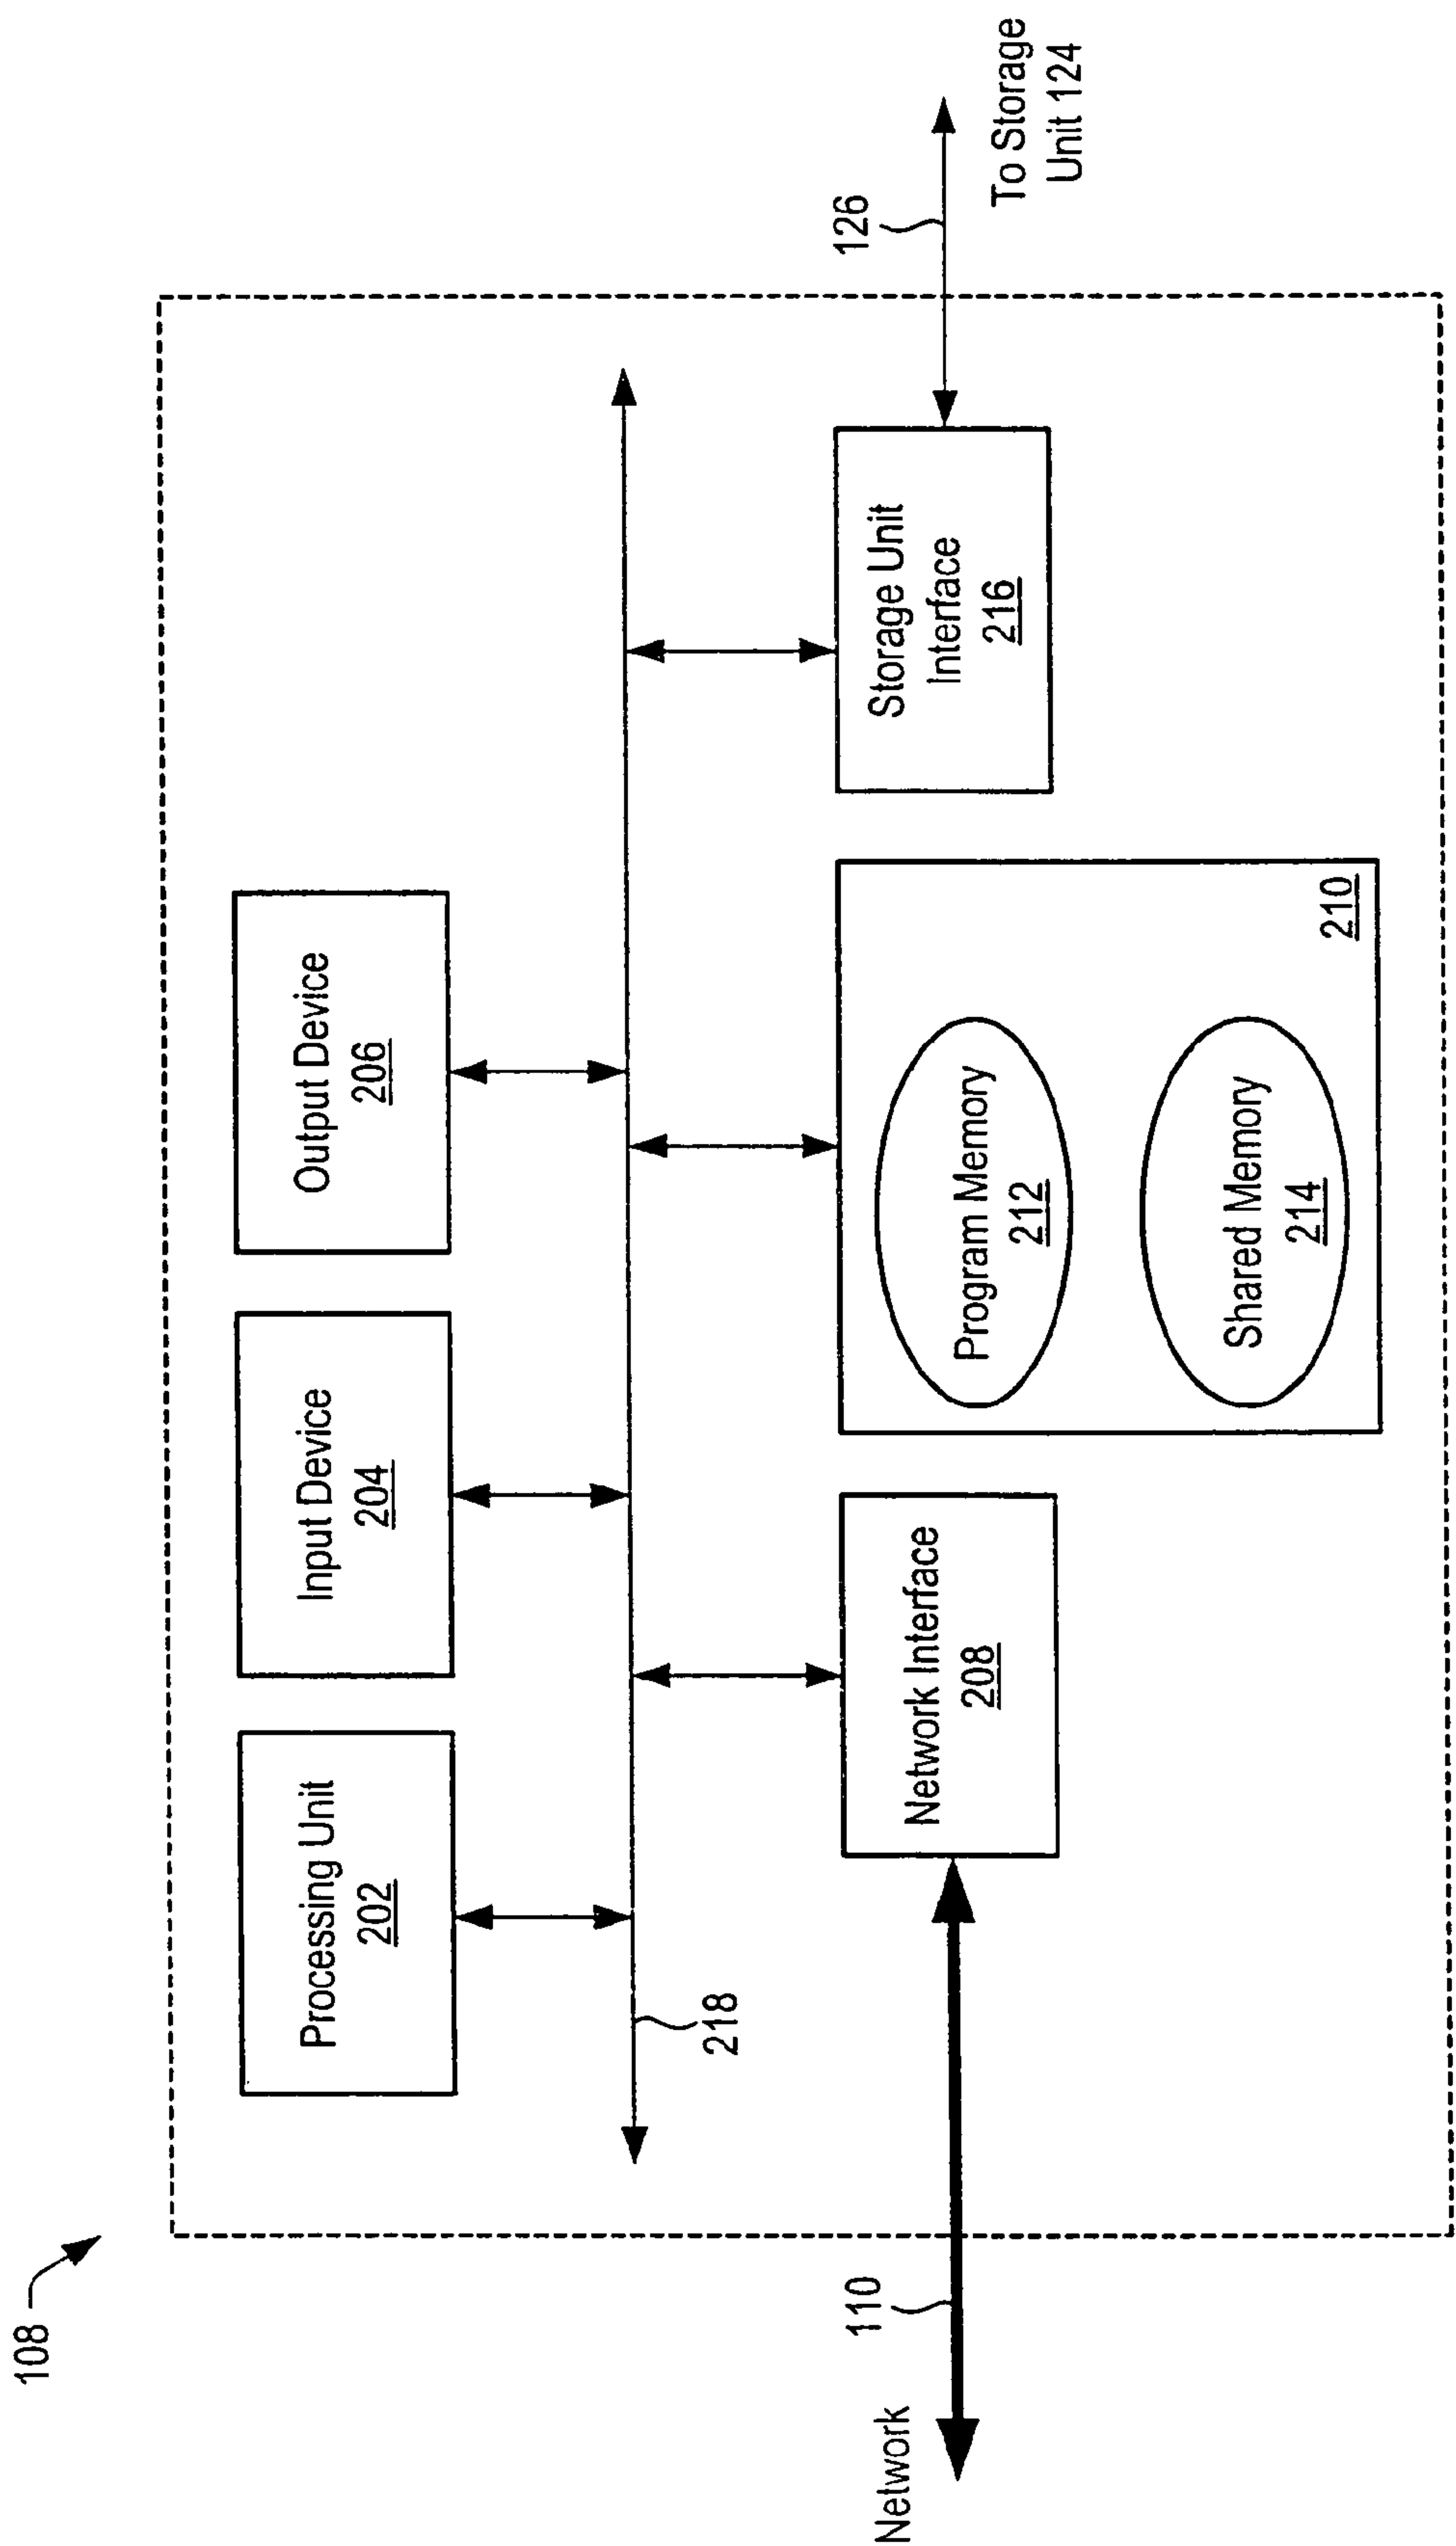 108
Processing Unit
202
Input Device
204
Output Device
206
218
Network
110
Network Interface
208
Program Memory
212
Shared Memory
214
210
Storage Unit
Interface
216
126
To Storage
Unit 124